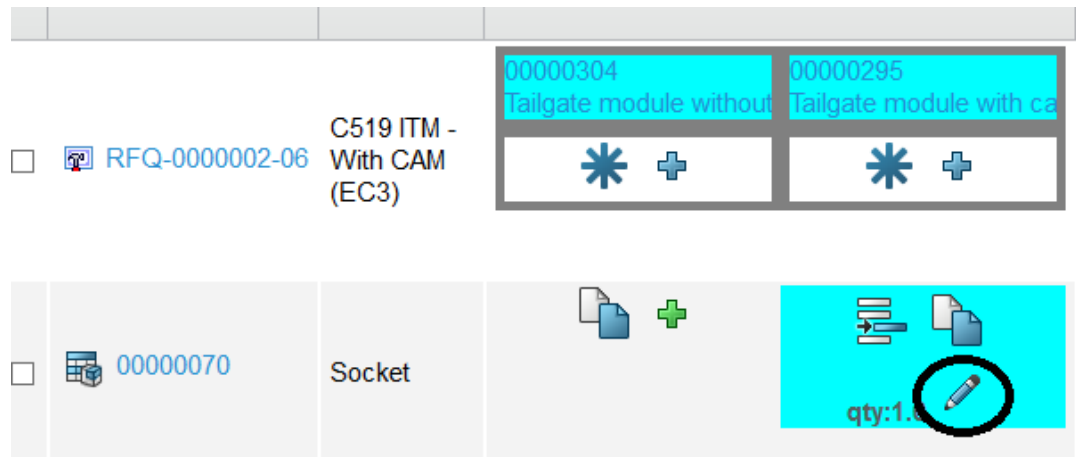 00000304
Tailgate module without
00000295
Tailgate module with ca
RFQ-0000002-06
C519 ITM -
With CAM
(EC3)
00000070
Socket
qty:1.